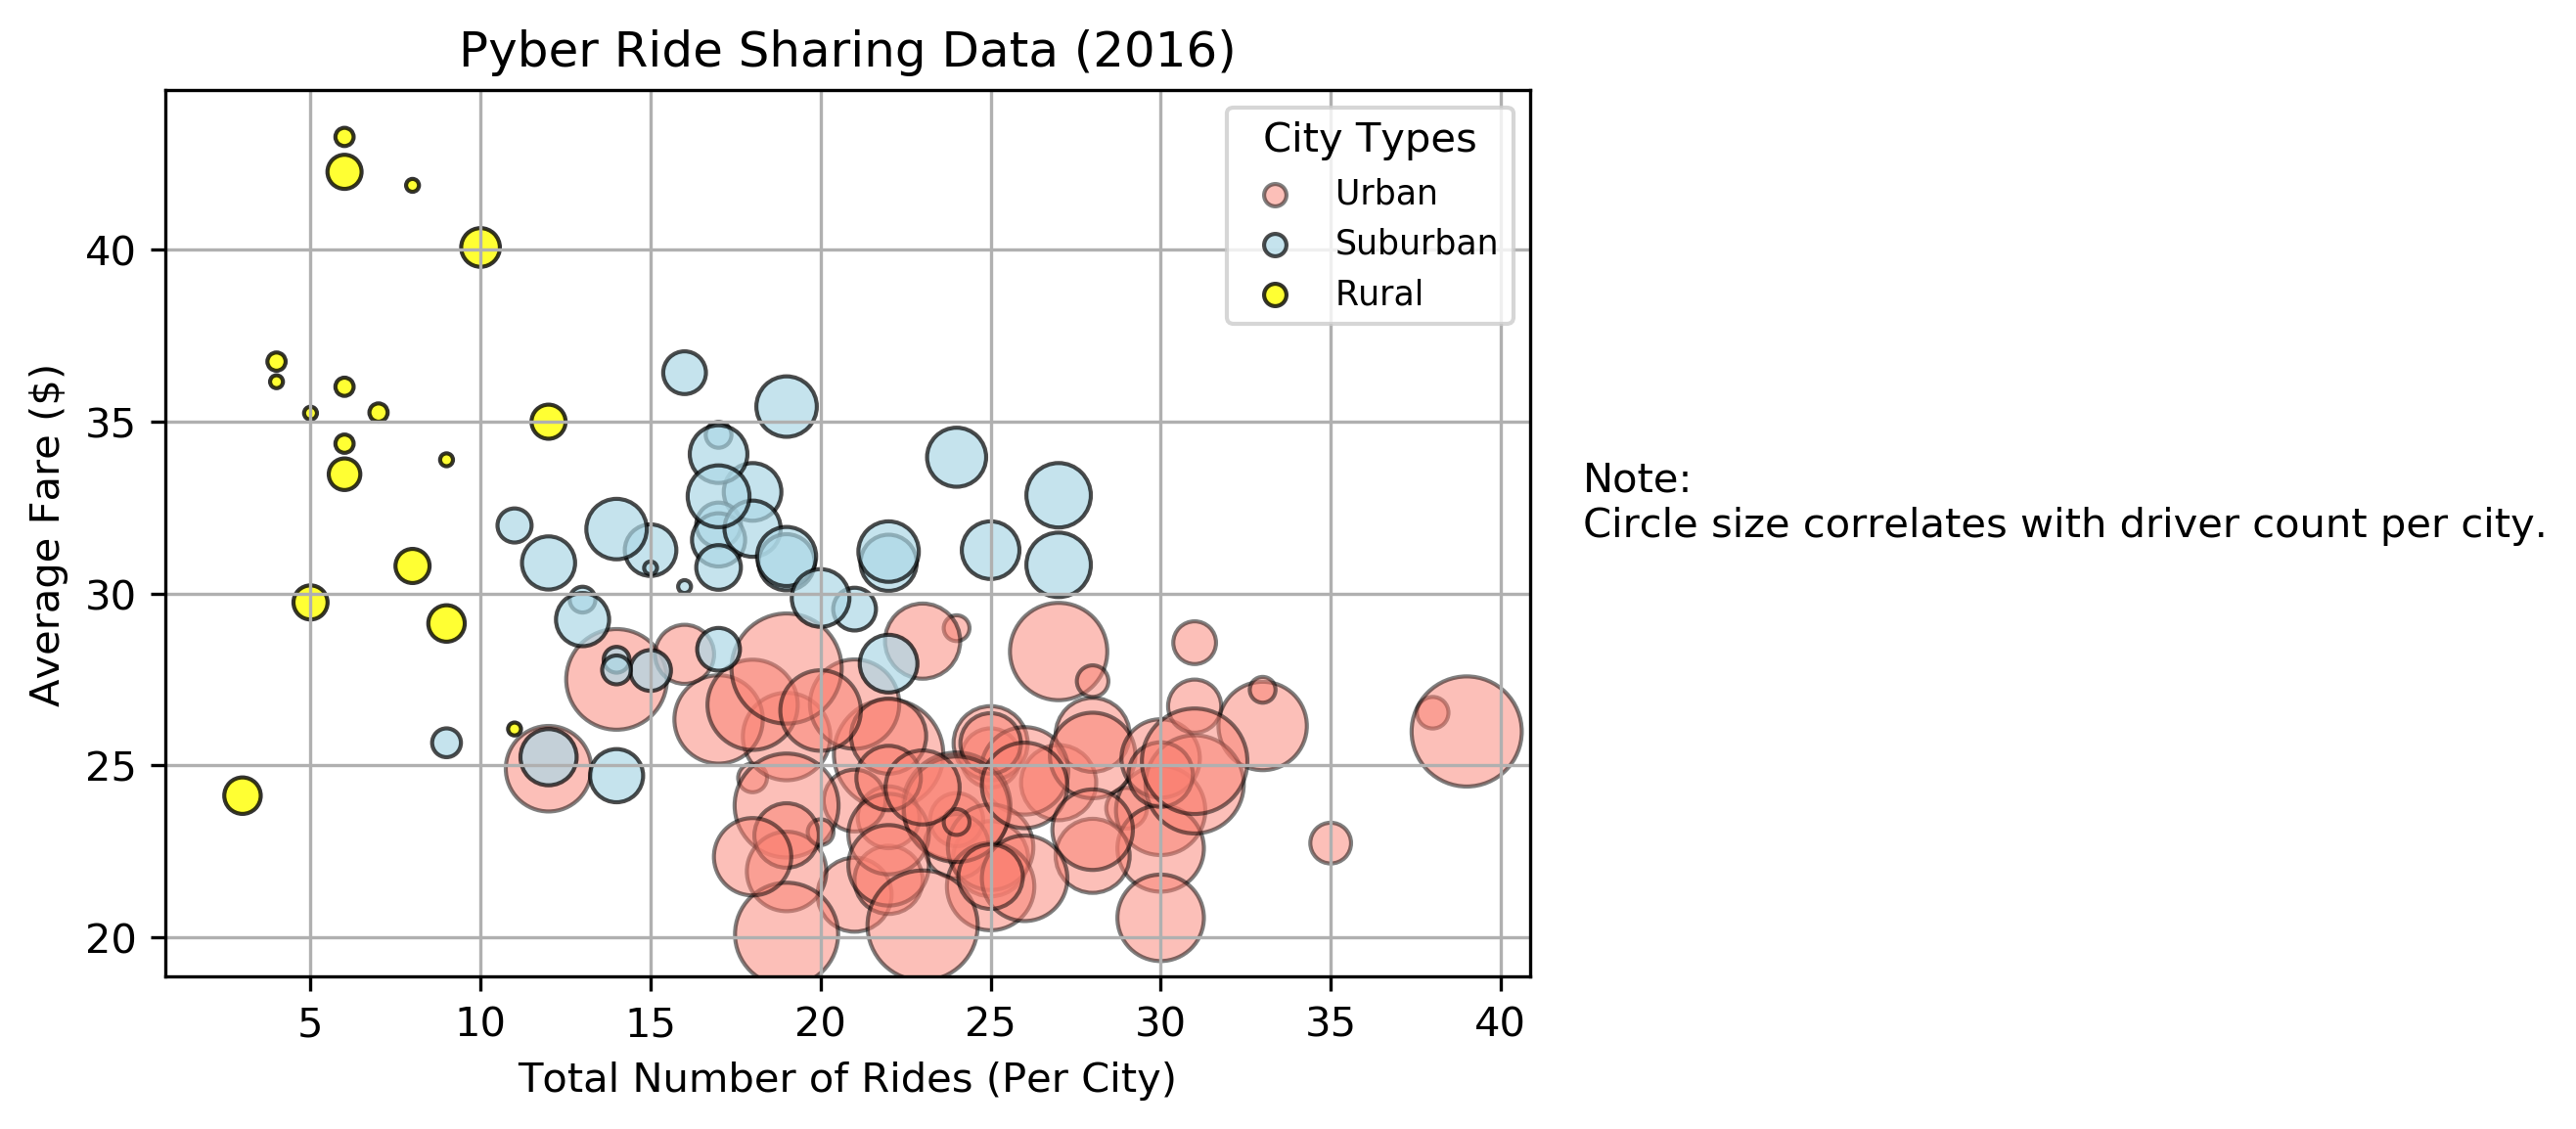 Pyber Ride Sharing Data (2016)
City Types
Urban
Suburban
Rural
40
35
30
25
20
Average Fare ($)
5 10 15 20 25 30 35 40
Total Number of Rides (Per City)
Note:
Circle size correlates with driver count per city.